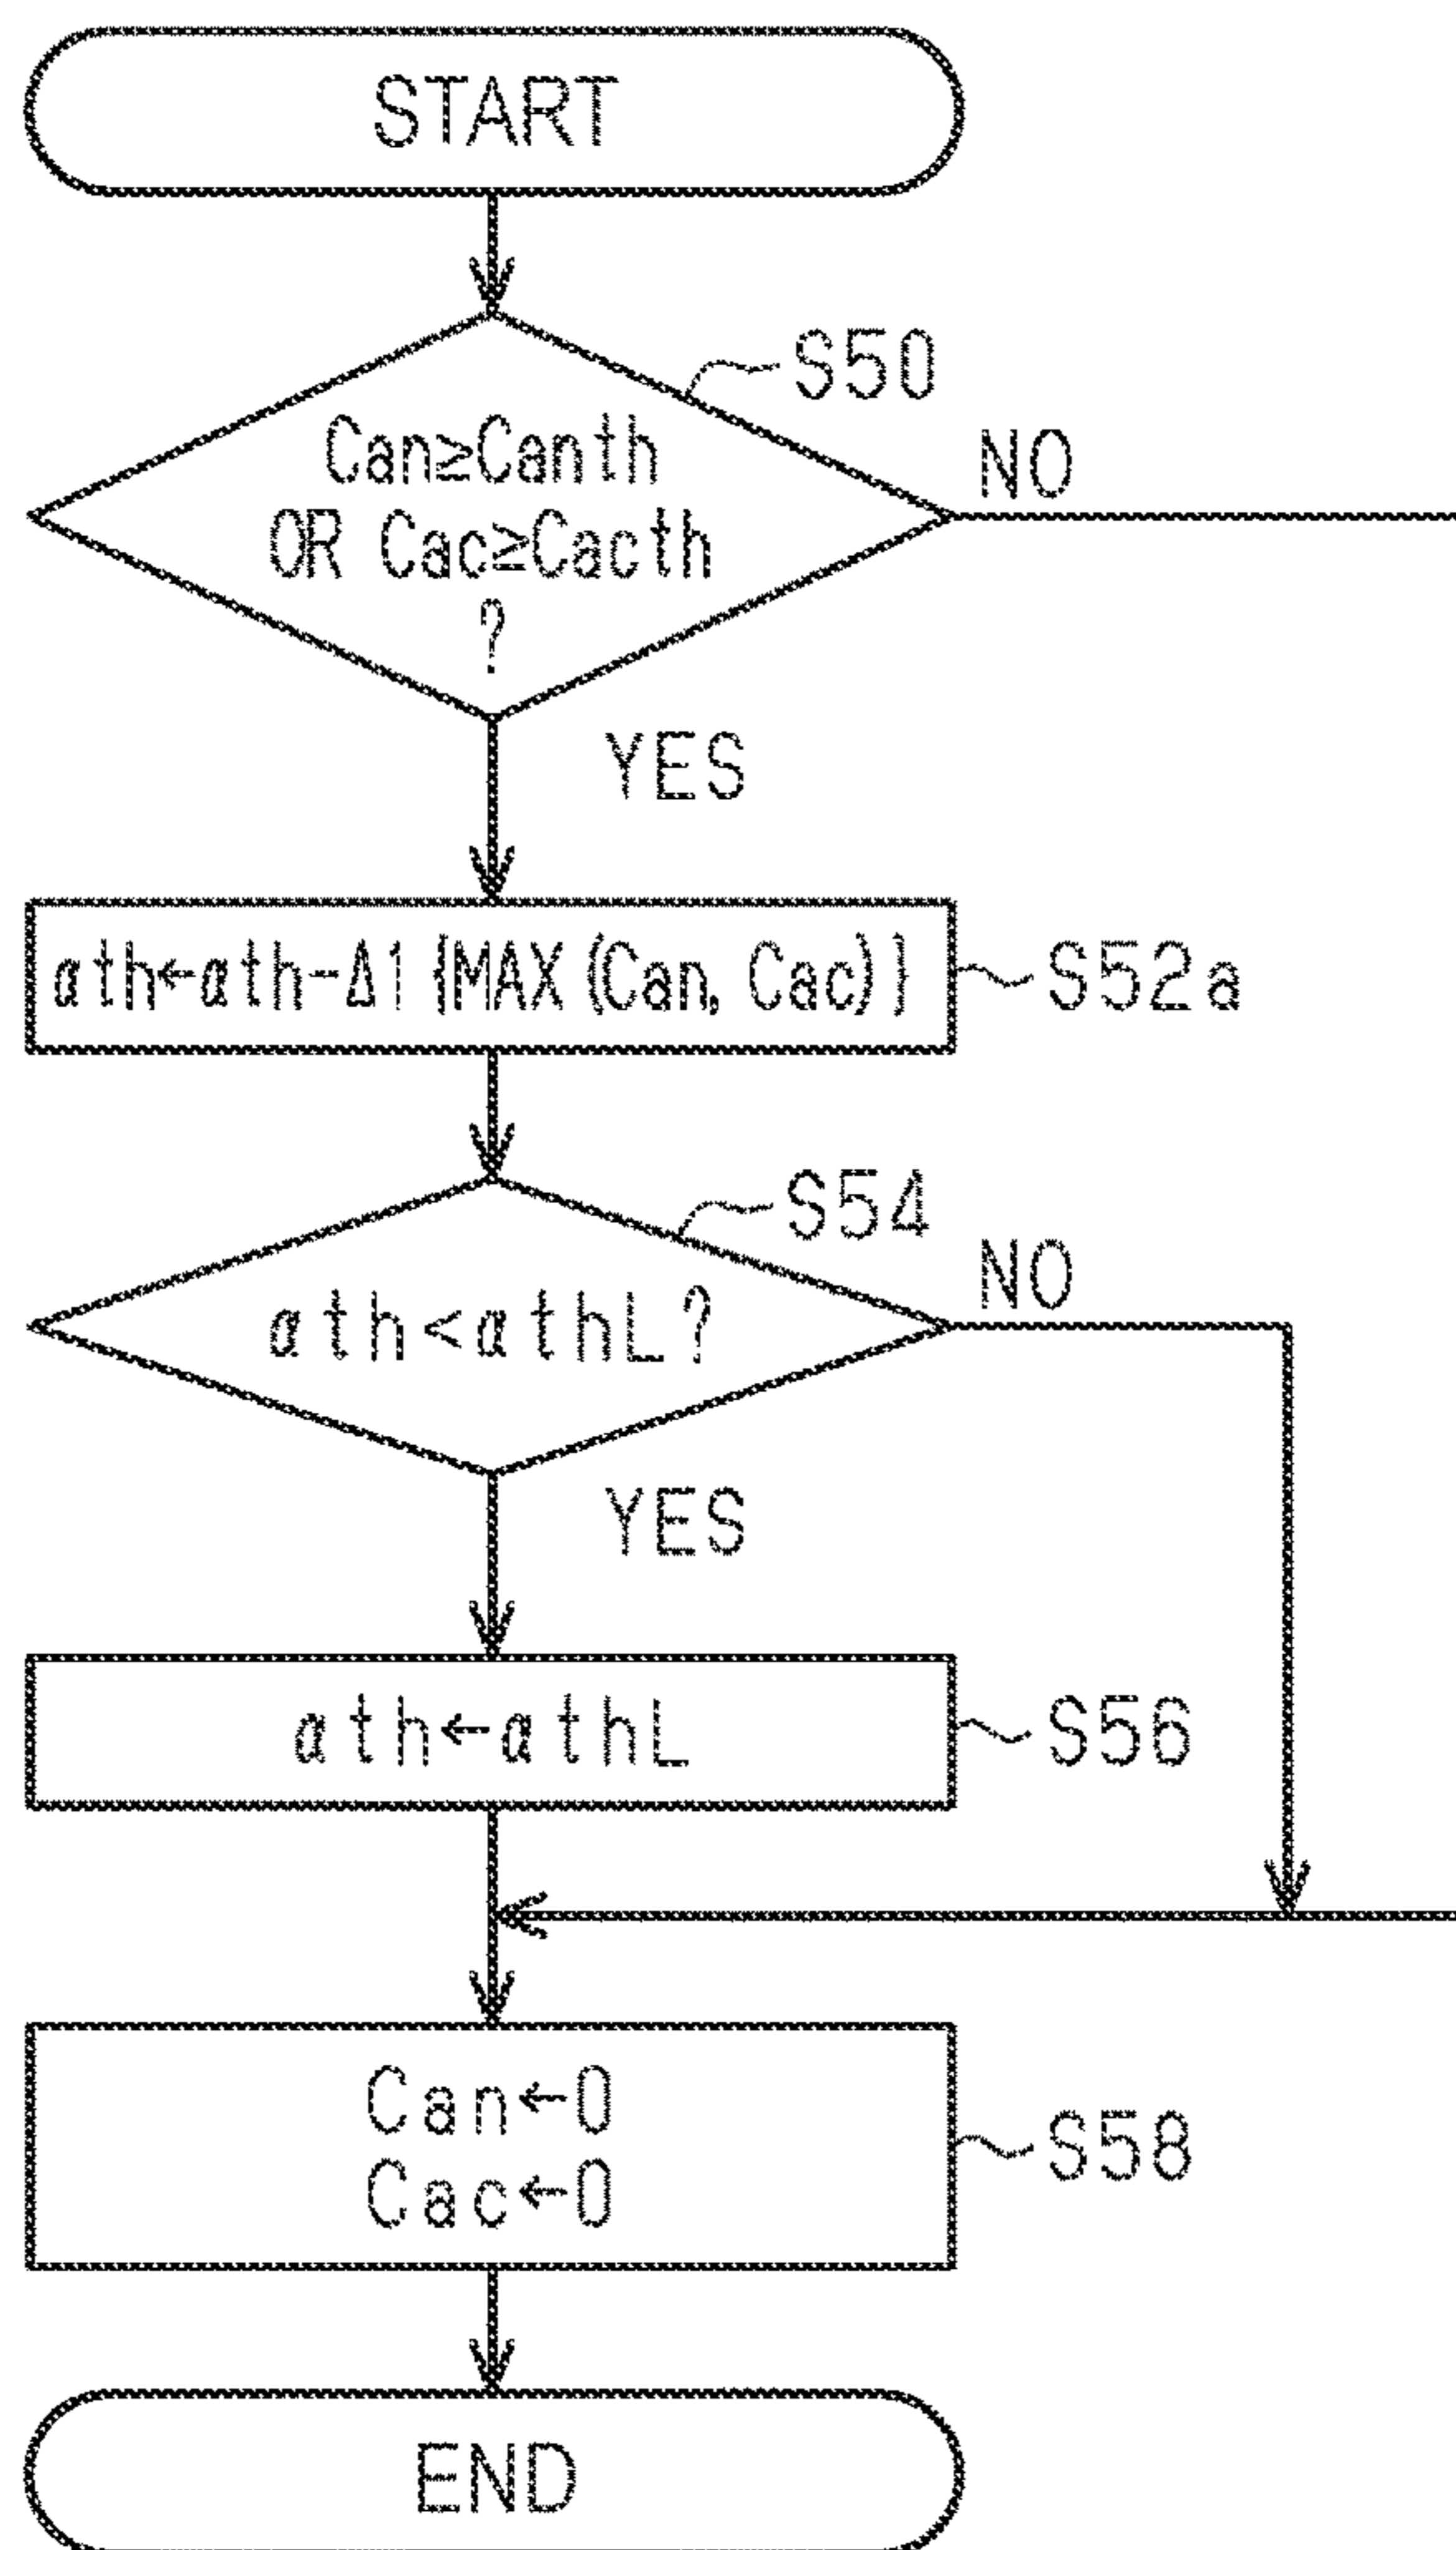 START
S50
Can≥Canth
OR Cac≥Cacth
?
NO
YES
αth←αth-Δ1{MAX(Can, Cac)}
S52a
S54
αth<αthL?
NO
YES
αth←αthL
S56
Can←0
Cac←0
S58
END